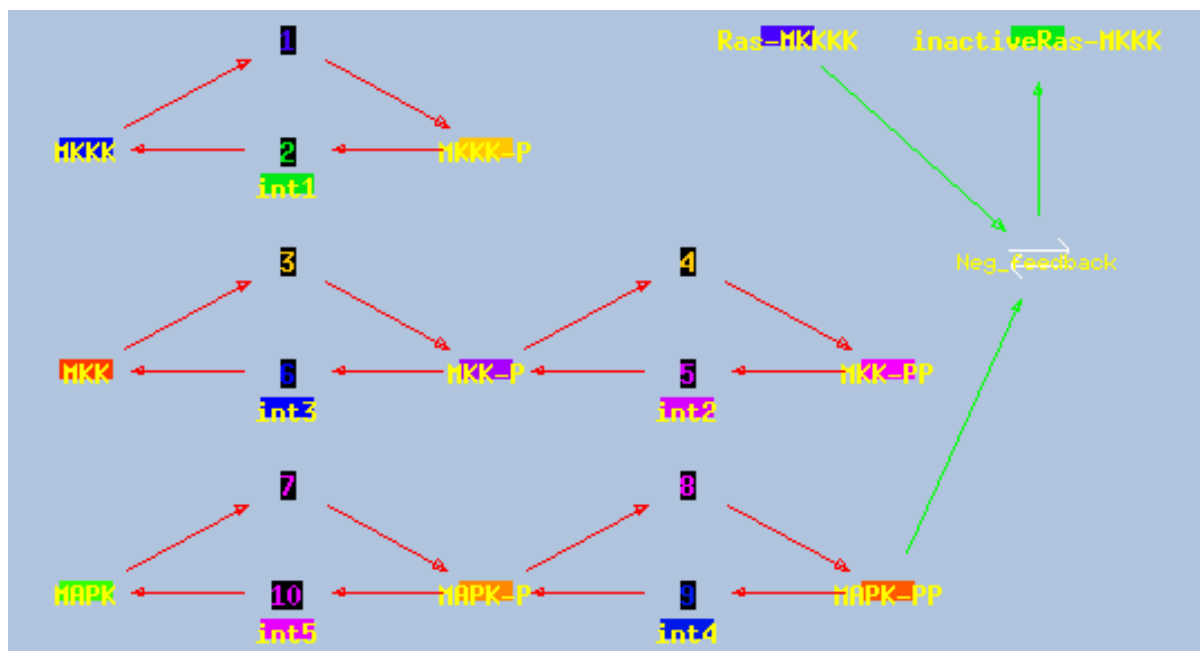 1
Ras-MKKKK
inactiveRas-MKKK
MKKK
2
MKKK-P
int1
3
4
Neg_feedback
MKK
6
MKK-P
5
MKK-PP
int3
int2
7
8
MAPK
10
MAPK-P
9
MAPK-PP
int5
int4